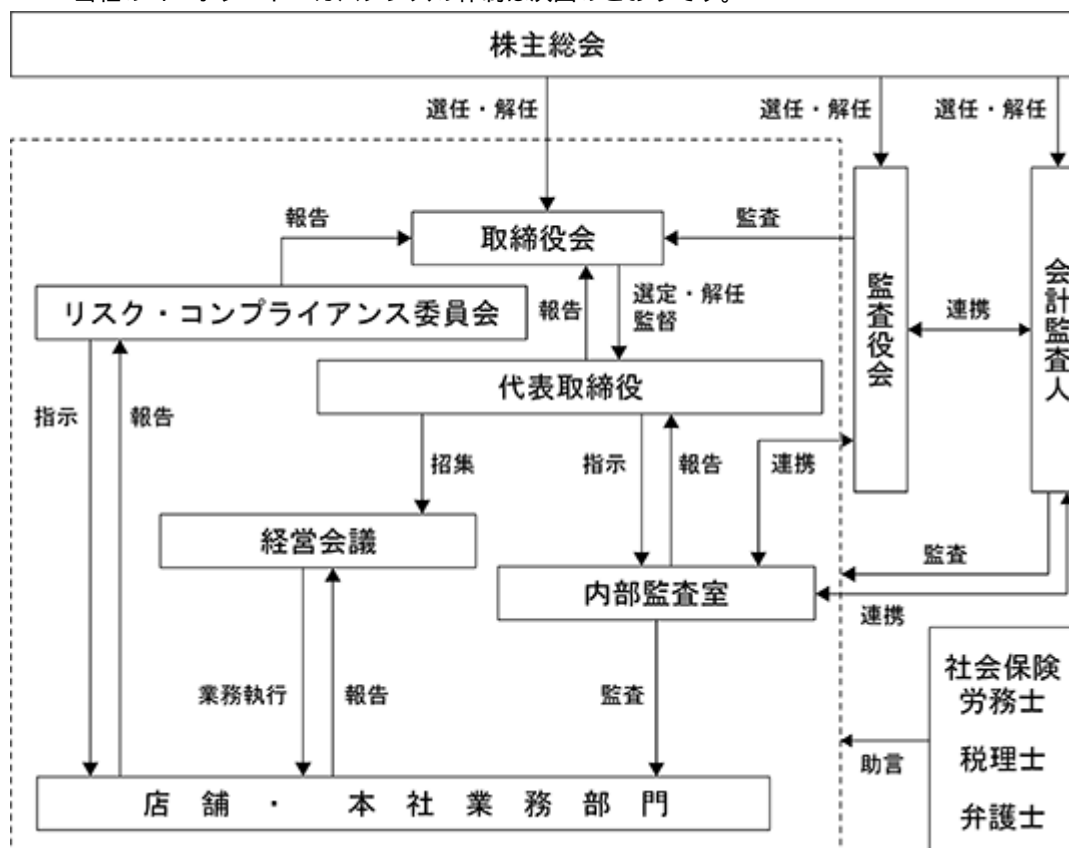 株主総会
選任・解任
選任・解任
選任・解任
報告
取締役会
監査
リスク・コンプライアンス委員会
報告
選定・解任
監督
監査役会
連携
会計監査人
代表取締役
指示
報告
招集
指示
報告
連携
経営会議
内部監査室
監査
連携
業務執行
報告
監査
社会保険
労務士
税理士
弁護士
助言
店舗・本社業務部門